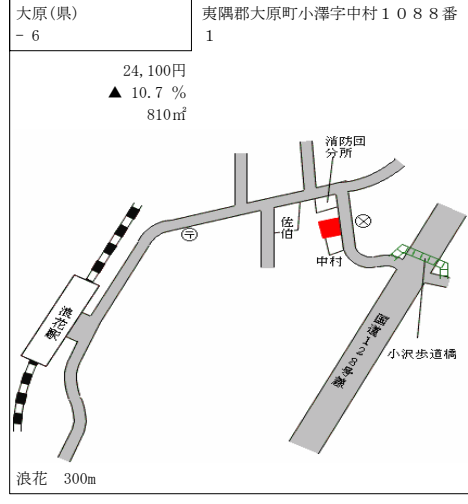 大原(県)
－6
夷隅郡大原町小澤字中村１０８８番
1
24,100円
▲ 10.7 %
810㎡
消防団
分所
佐伯
〒
中村
浪花駅
国道128号線
小沢歩道橋
浪花 300m